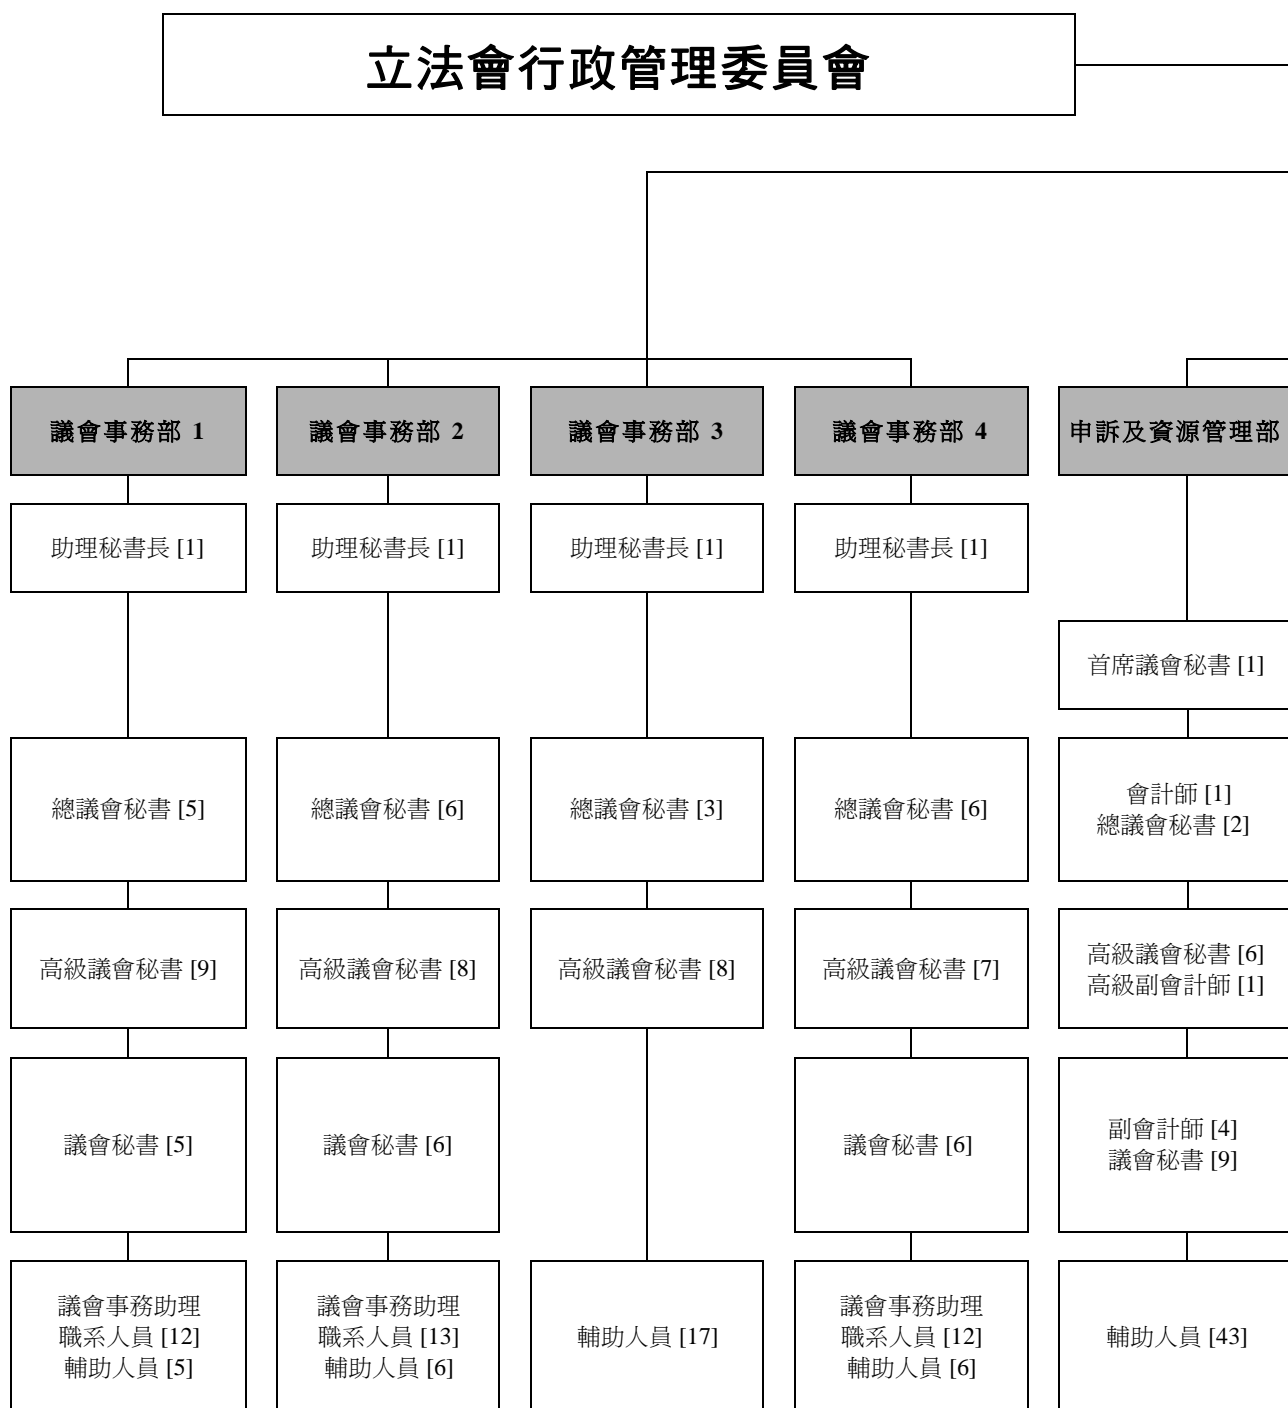 立法會行政管理委員會
議會事務部 1
議會事務部 2
議會事務部 3
議會事務部 4
申訴及資源管理部
助理秘書長 [1]
助理秘書長 [1]
助理秘書長 [1]
助理秘書長 [1]
首席議會秘書 [1]
總議會秘書 [5]
總議會秘書 [6]
總議會秘書 [3]
總議會秘書 [6]
會計師 [1]
總議會秘書 [2]
高級議會秘書 [9]
高級議會秘書 [8]
高級議會秘書 [8]
高級議會秘書 [7]
高級議會秘書 [6]
高級副會計師 [1]
議會秘書 [5]
議會秘書 [6]
議會秘書 [6]
副會計師 [4]
議會秘書 [9]
議會事務助理
職系人員 [12]
輔助人員 [5]
議會事務助理
職系人員 [13]
輔助人員 [6]
輔助人員 [17]
議會事務助理
職系人員 [12]
輔助人員 [6]
輔助人員 [43]